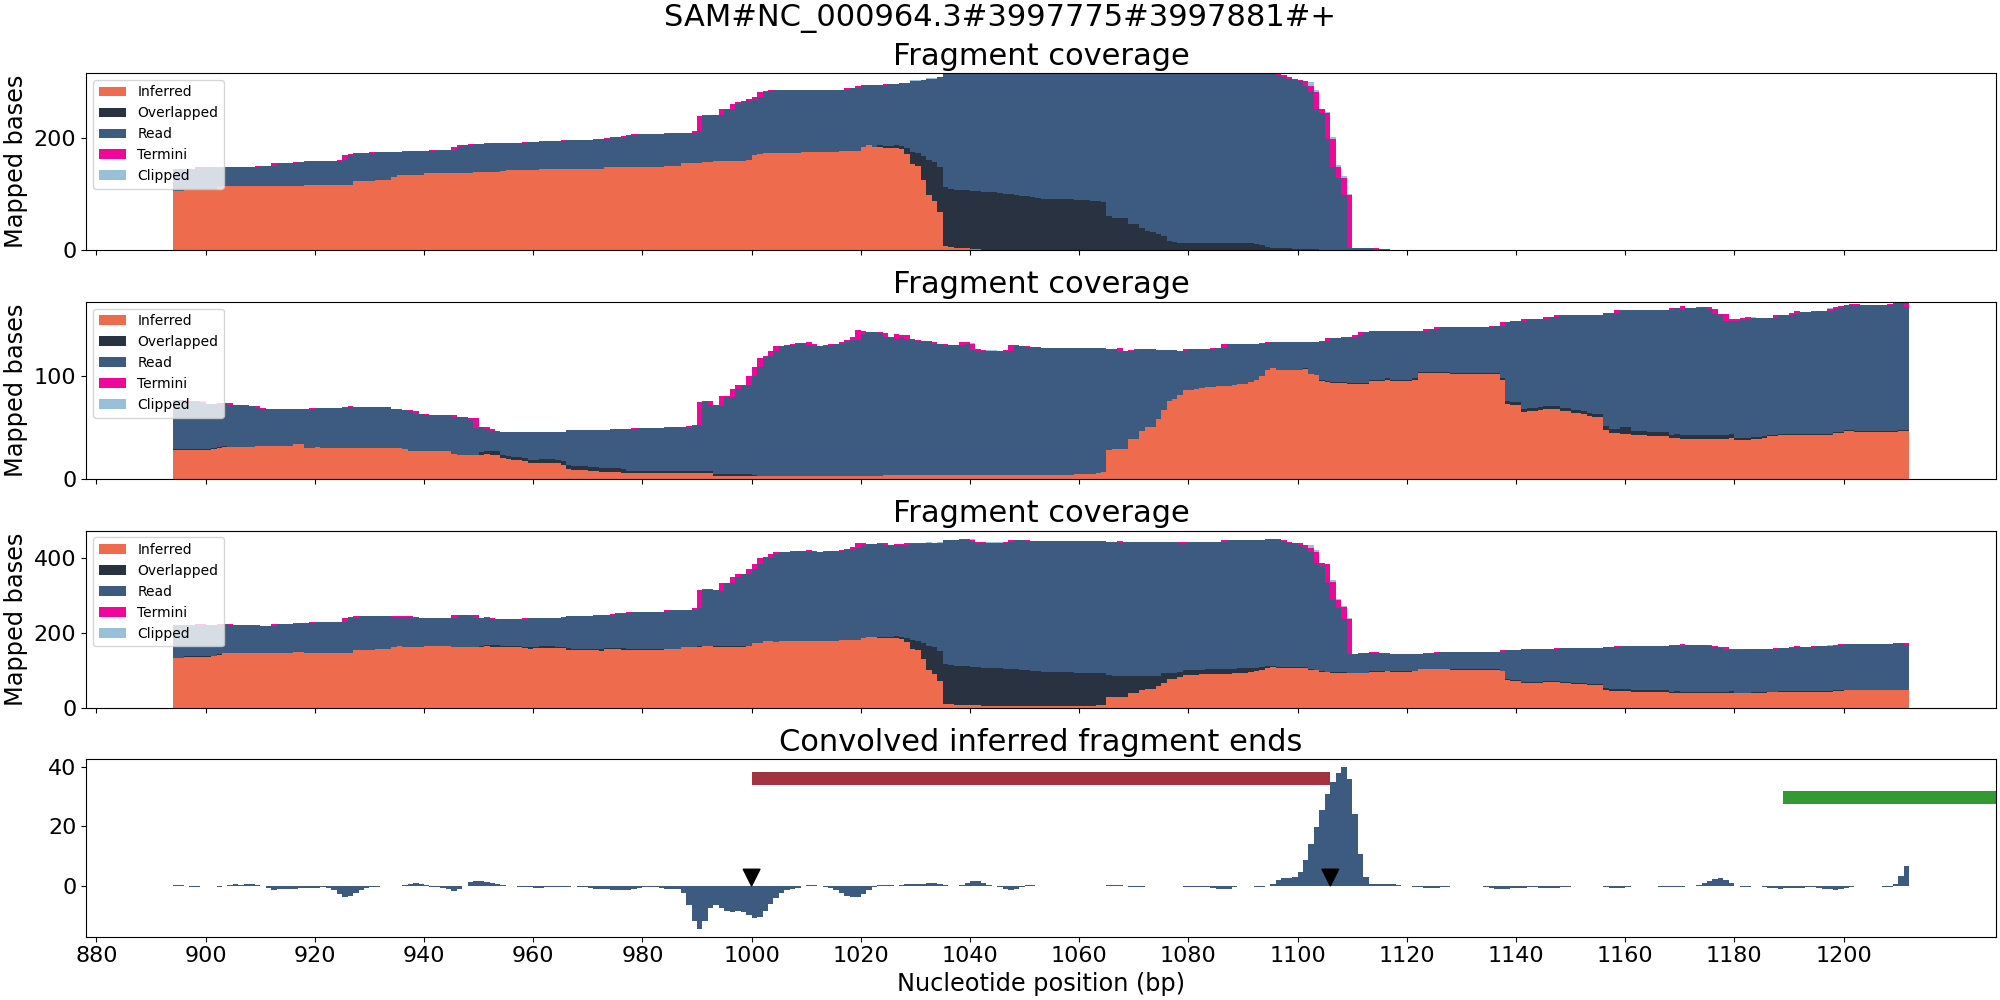 SAM#NC_000964.3#3997775#3997881#+
Fragment coverage
Mapped bases
200
0
Inferred
Overlapped
Read
Termini
Clipped
Fragment coverage
Mapped bases
100
0
Inferred
Overlapped
Read
Termini
Clipped
Fragment coverage
Mapped bases
400
200
0
Inferred
Overlapped
Read
Termini
Clipped
Convolved inferred fragment ends
40
20
0
880 900 920 940 960 980 1000 1020 1040 1060 1080 1100 1120 1140 1160 1180 1200
Nucleotide position (bp)